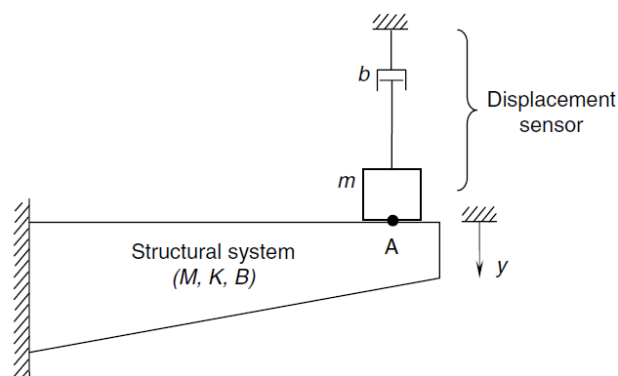 b
Displacement
sensor
m
A
Structural system
(M, K, B)
y